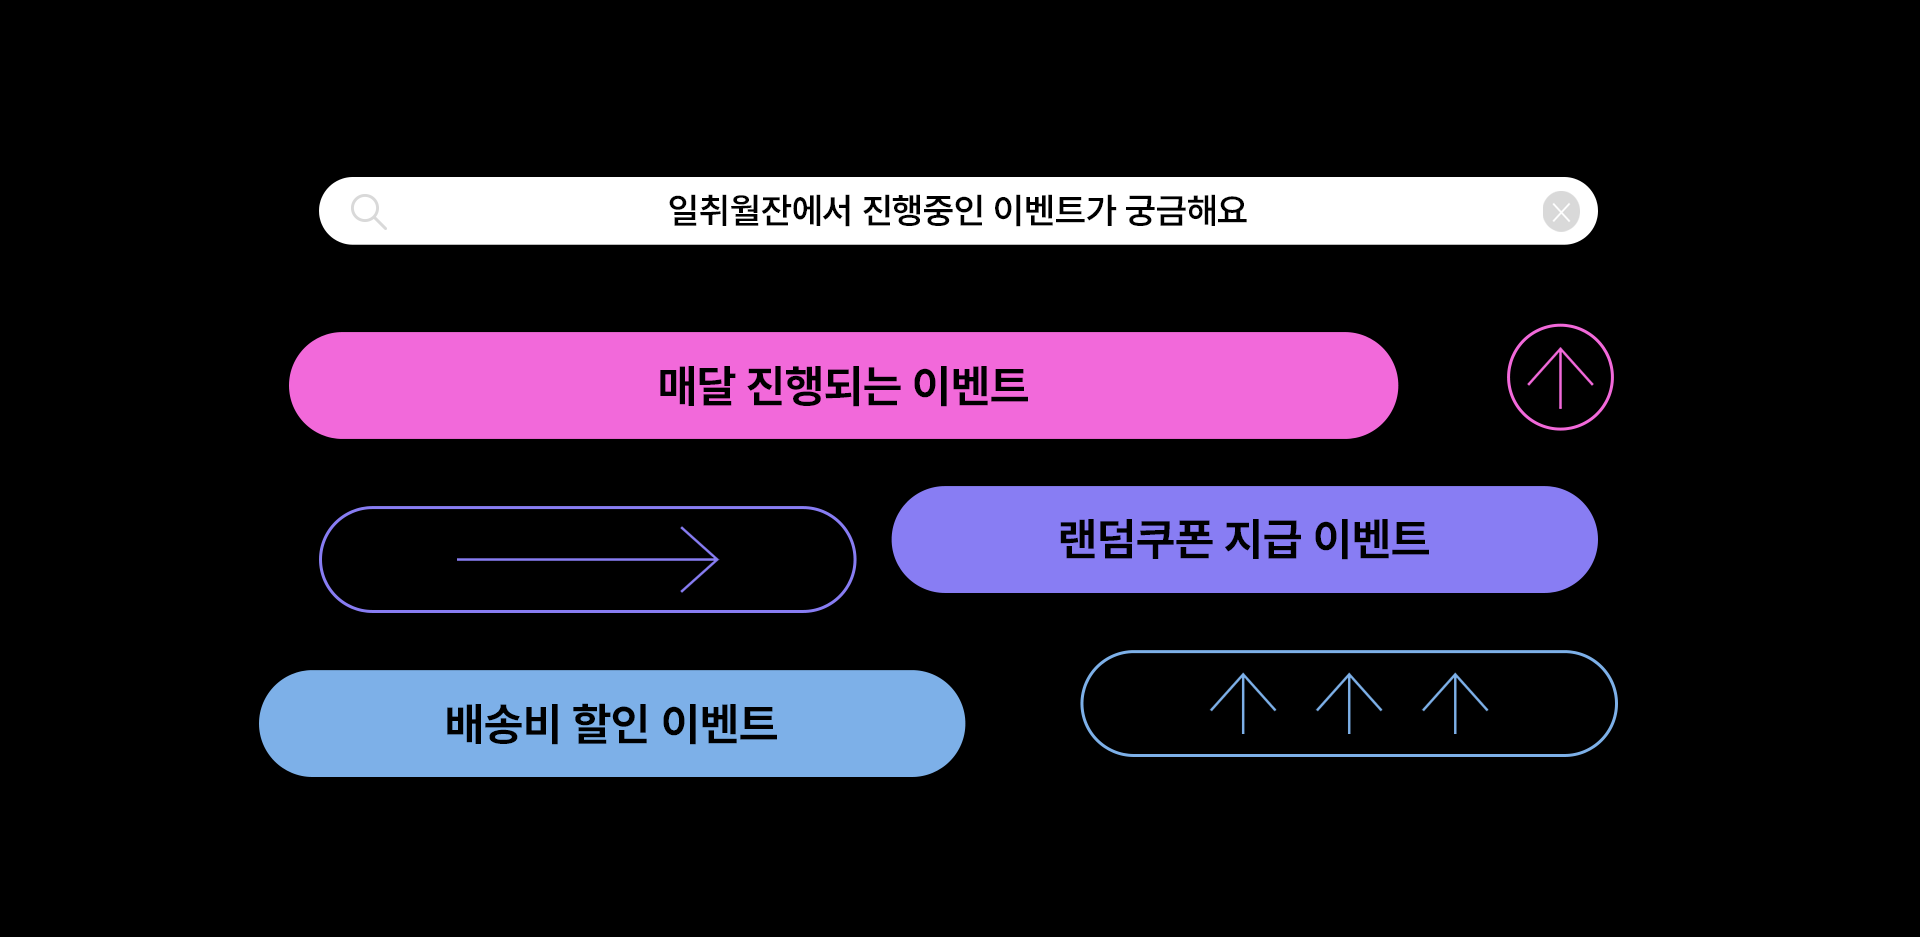 일취월잔에서 진행중인 이벤트가 궁금해요
매달 진행되는 이벤트
랜덤쿠폰 지급 이벤트
배송비 할인 이벤트